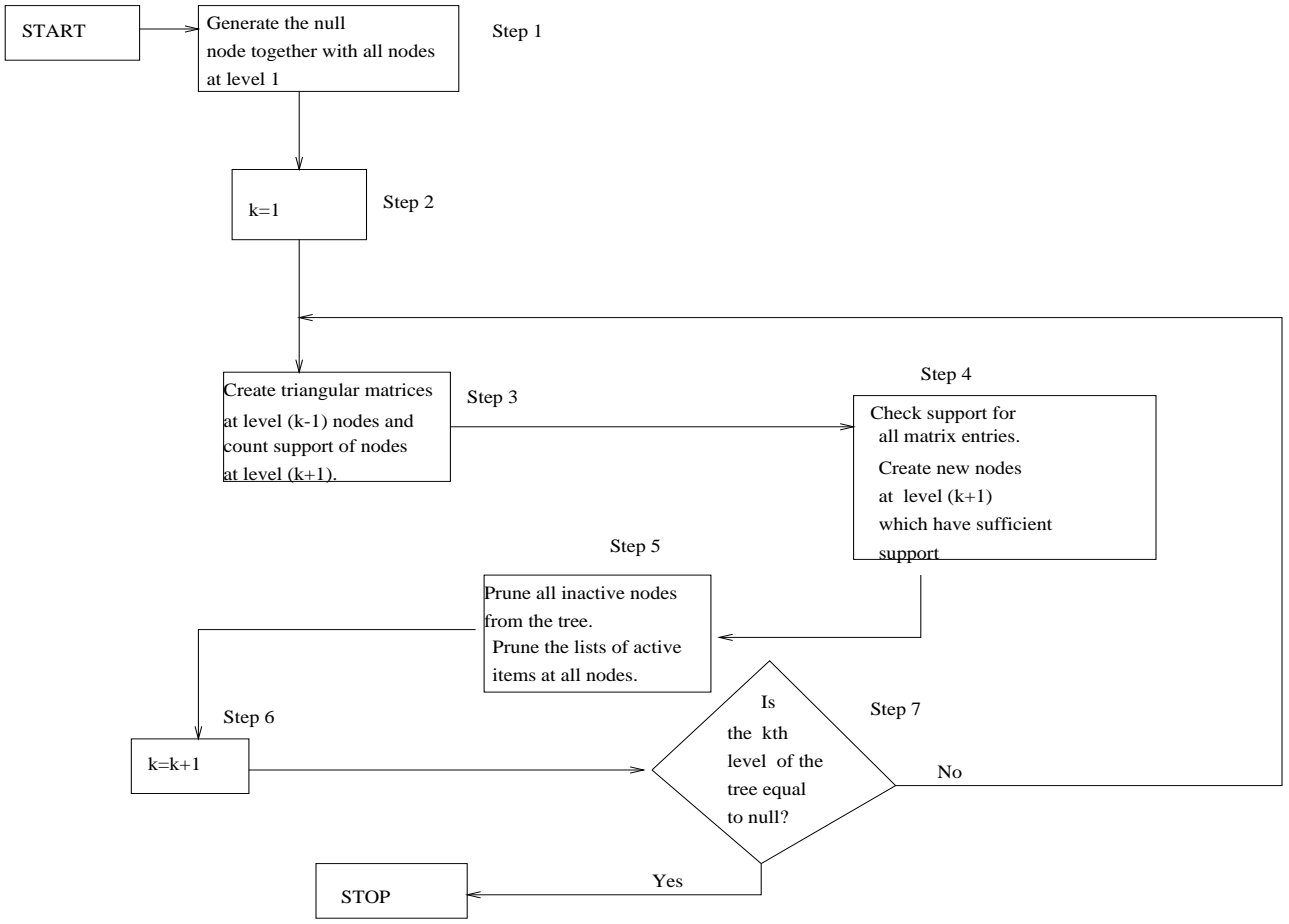 START
Generate the null
node together with all nodes
at level 1
Step 1
k=1
Step 2
Create triangular matrices
at level (k-1) nodes and
count support of nodes
at level (k+1).
Step 3
Step 4
Check support for
all matrix entries.
Create new nodes
at level (k+1)
which have sufficient
support
Step 5
Prune all inactive nodes
from the tree.
Prune the lists of active
items at all nodes.
Step 6
k=k+1
Step 7
Is
the kth
level of the
tree equal
to null?
No
Yes
STOP